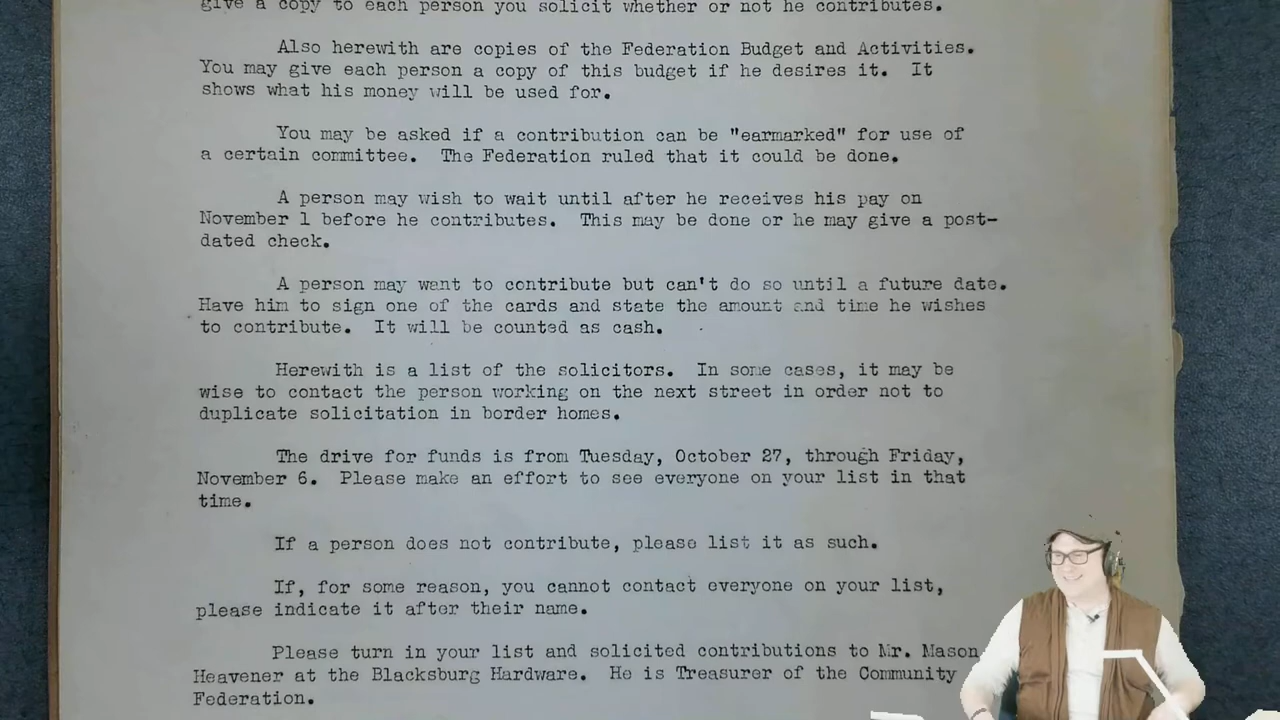 give a copy to each person you solicit whether or not he contributes.
Also herewith are copies of the Federation Budget and Activities.
You may give each person a copy of this budget if he desires it. It
shows what his money will be used for.
You may be asked if a contribution can be "earmarked" for use of
a certain committee. The Federation ruled that it could be done.
A person may wish to wait until after he receives his pay on
November 1 before he contributes. This may be done or he may give a post-
dated check.
A person may want to contribute but can't do so until a future date.
Have him to sign one of the cards and state the amount and time he wishes
to contribute. It will be counted as cash.
Herewith is a list of the solicitors. In some cases, it may be
wise to contact the person working on the next street in order not to
duplicate solicitation in border homes.
The drive for funds is from Tuesday, October 27, through Friday,
November 6. Please make an effort to see everyone on your list in that
time.
If a person does not contribute, please list it as such.
If, for some reason, you cannot contact everyone on your list,
please indicate it after their name.
Please turn in your list and solicited contributions to Mr. Mason
Heavener at the Blacksburg Hardware. He is Treasurer of the Community
Federation.